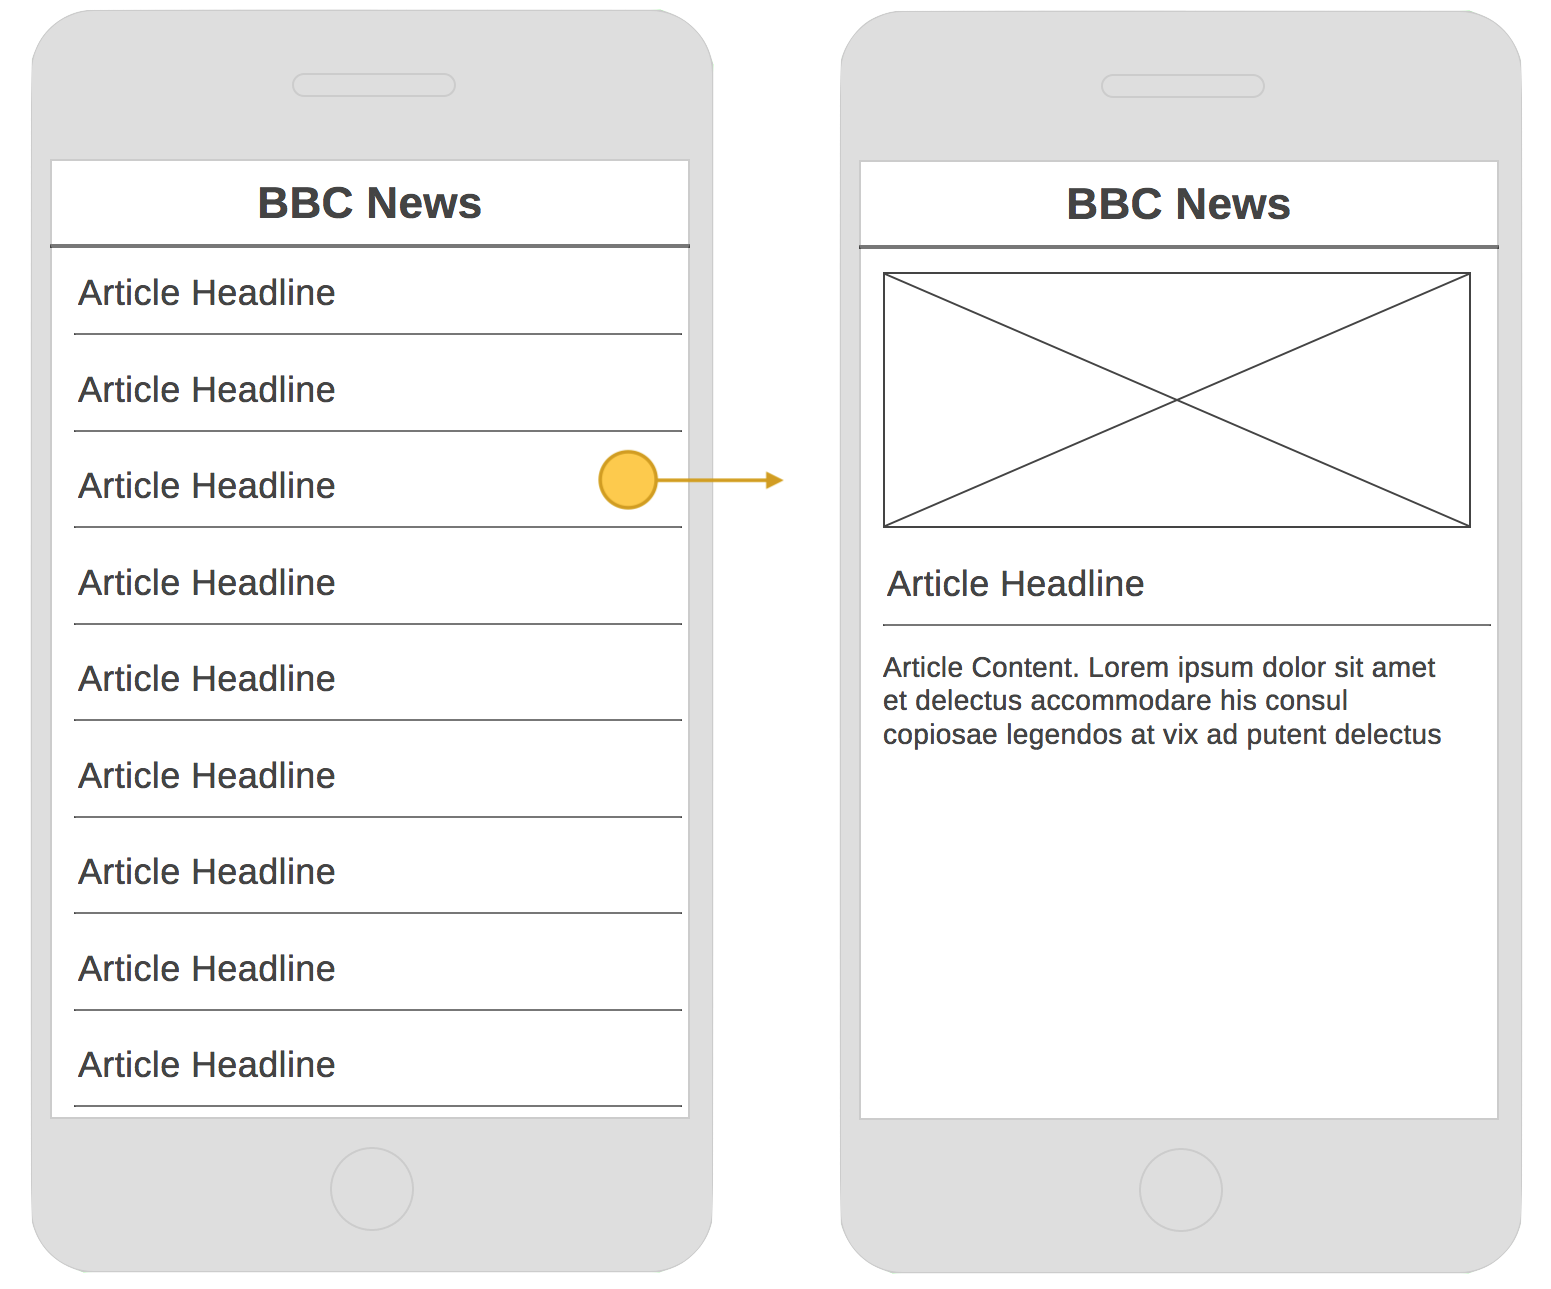 BBC News
Article Headline
Article Headline
Article Headline
Article Headline
Article Headline
Article Headline
Article Headline
Article Headline
Article Headline
BBC News
Article Headline
Article Content. Lorem ipsum dolor sit amet
et delectus accommodare his consul
copiosae legendos at vix ad putent delectus